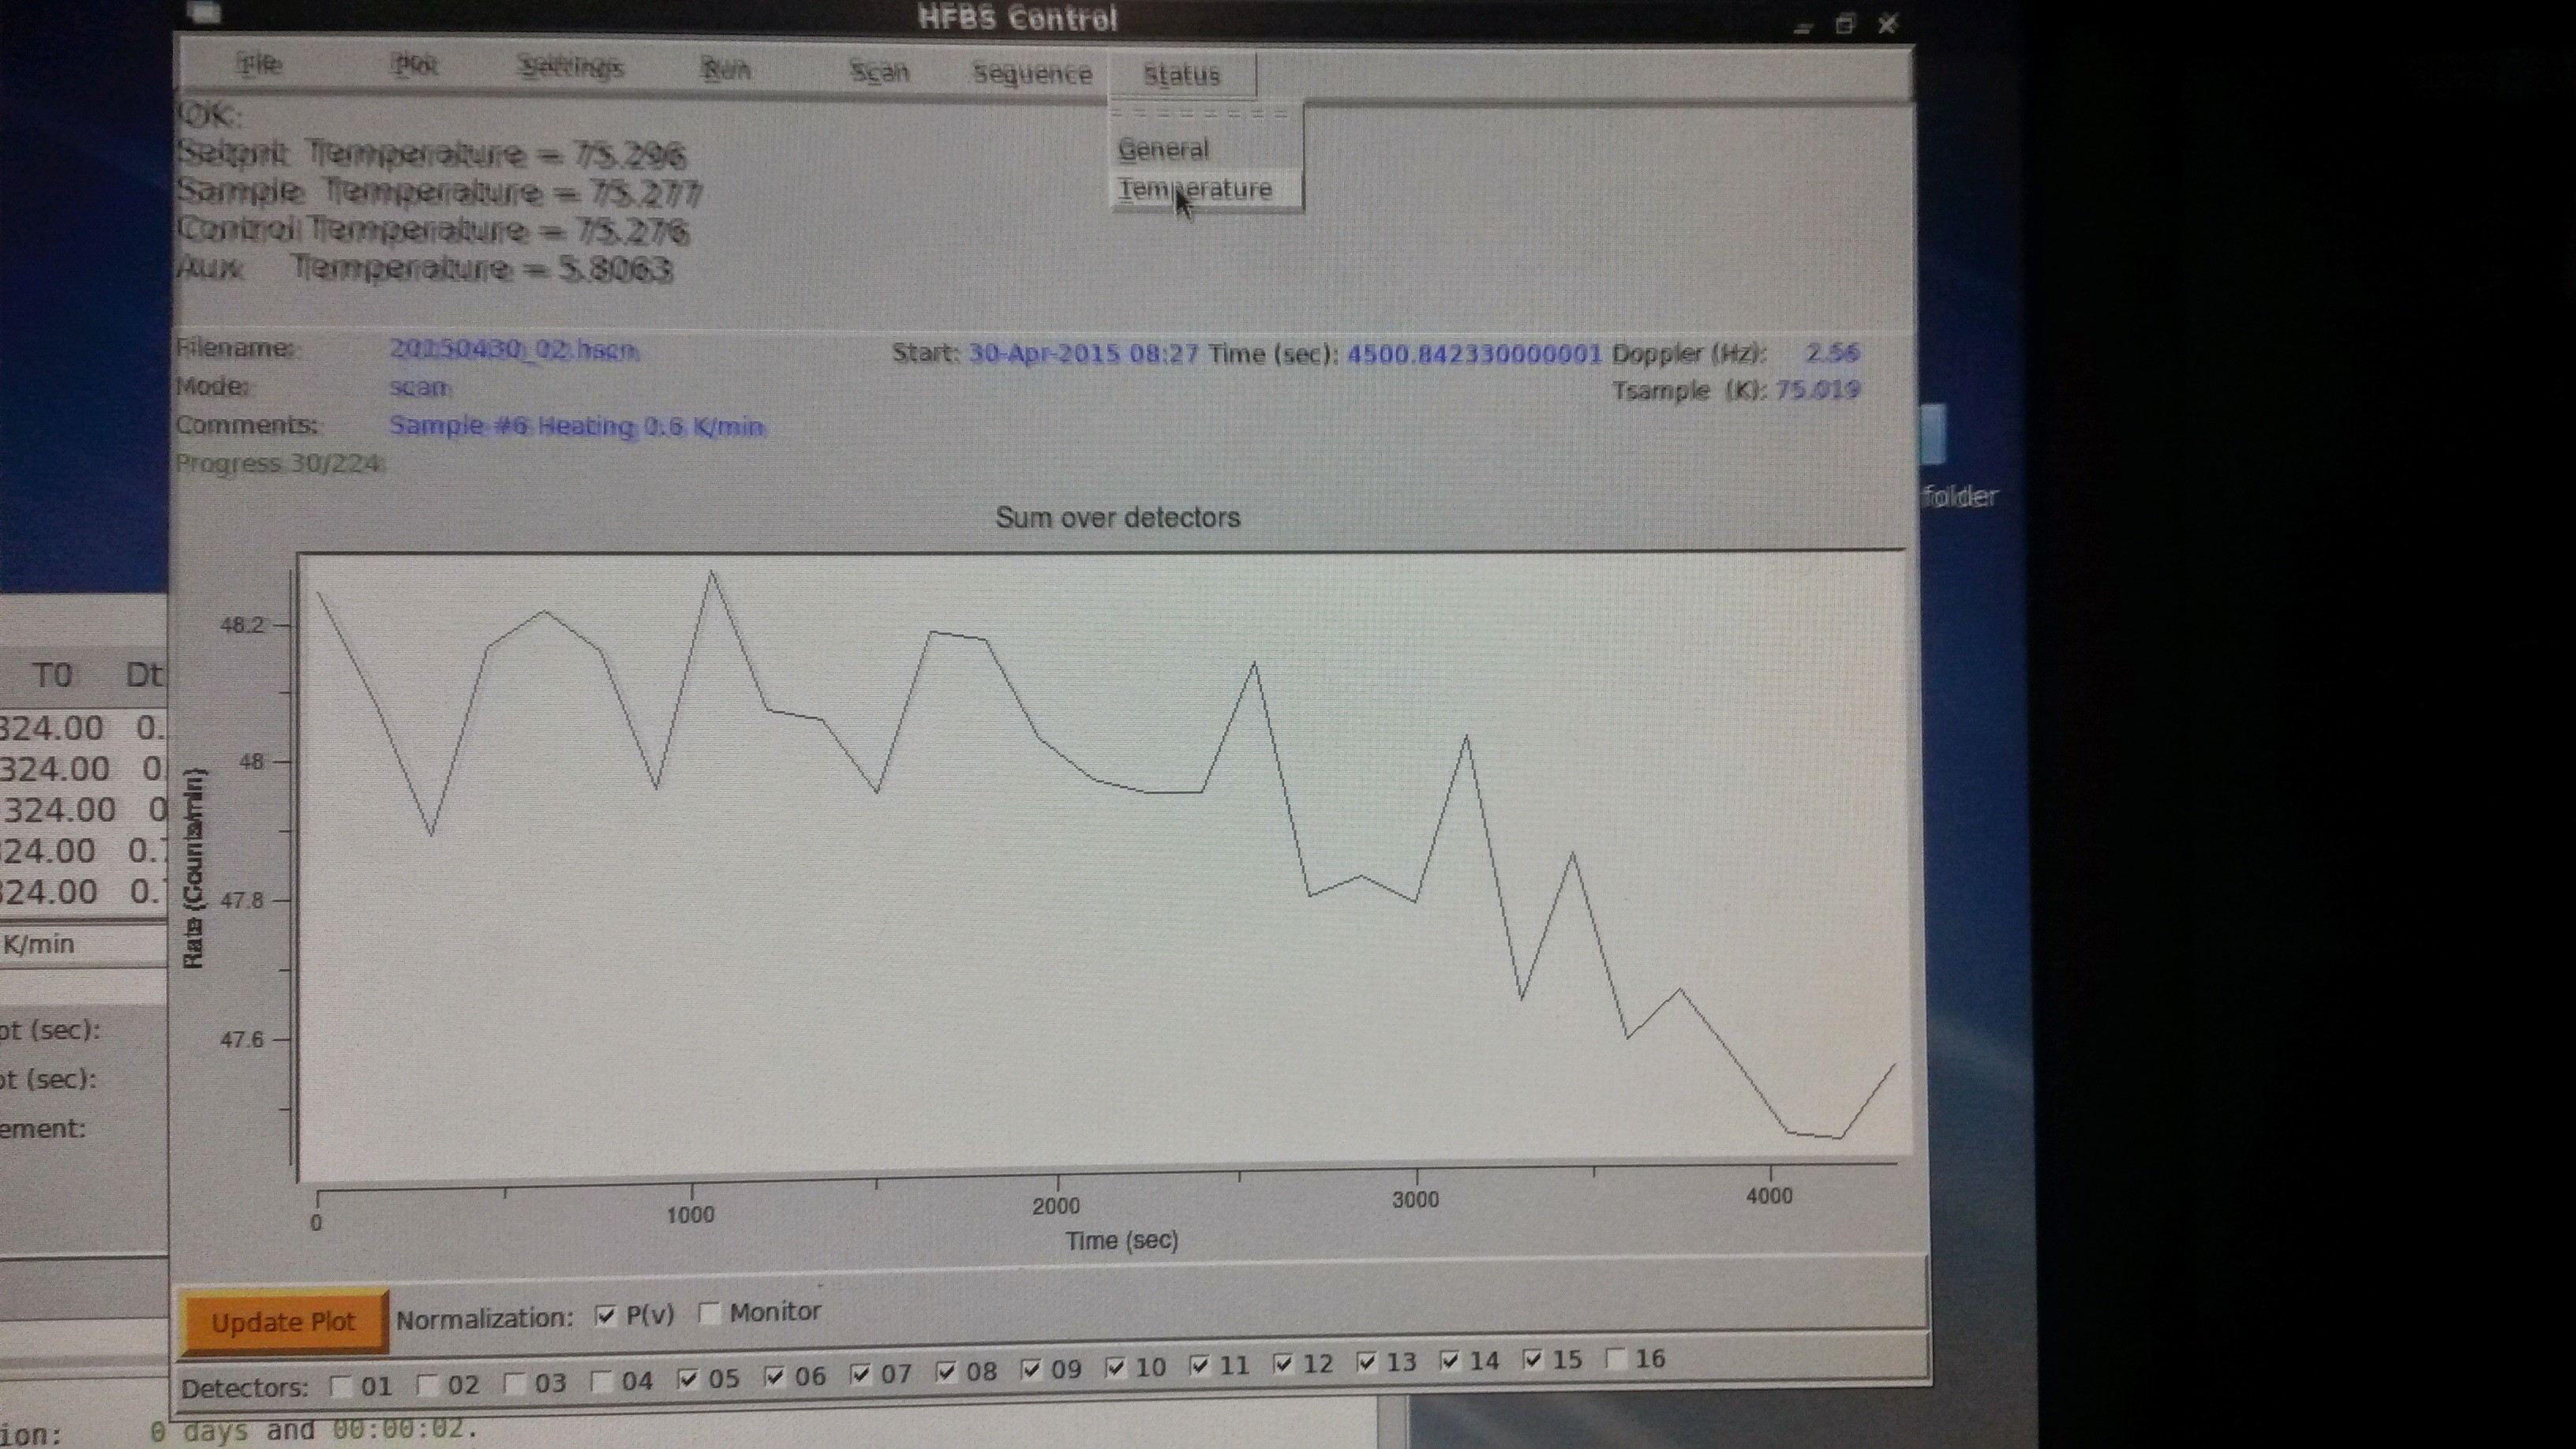 HFBS Control
File Plot Settings Run Scan Sequence Status
OK:
Setpnt Temperature = 75.296
Sample Temperature = 75.277
Control Temperature = 75.276
Aux Temperature = 5.8063
General
Temperature
Filename: 20150430_02.hscn Start: 30-Apr-2015 08:27 Time (sec): 4500.842330000001 Doppler (Hz): 2.56
Mode: scan Tsample (K): 75.019
Comments: Sample #6 Heating 0.6 K/min
Progress 30/224
folder
Sum over detectors
48.2
48
47.8
47.6
Rate (Counts/min)
0 1000 2000 3000 4000
Time (sec)
Update Plot Normalization: P(v) Monitor
Detectors: 01 02 03 04 05 06 07 08 09 10 11 12 13 14 15 16
T0 Dt
324.00 0.
324.00 0
324.00 0
24.00 0.7
324.00 0.7
K/min
pt (sec):
pt (sec):
ement:
ion: 0 days and 00:00:02.